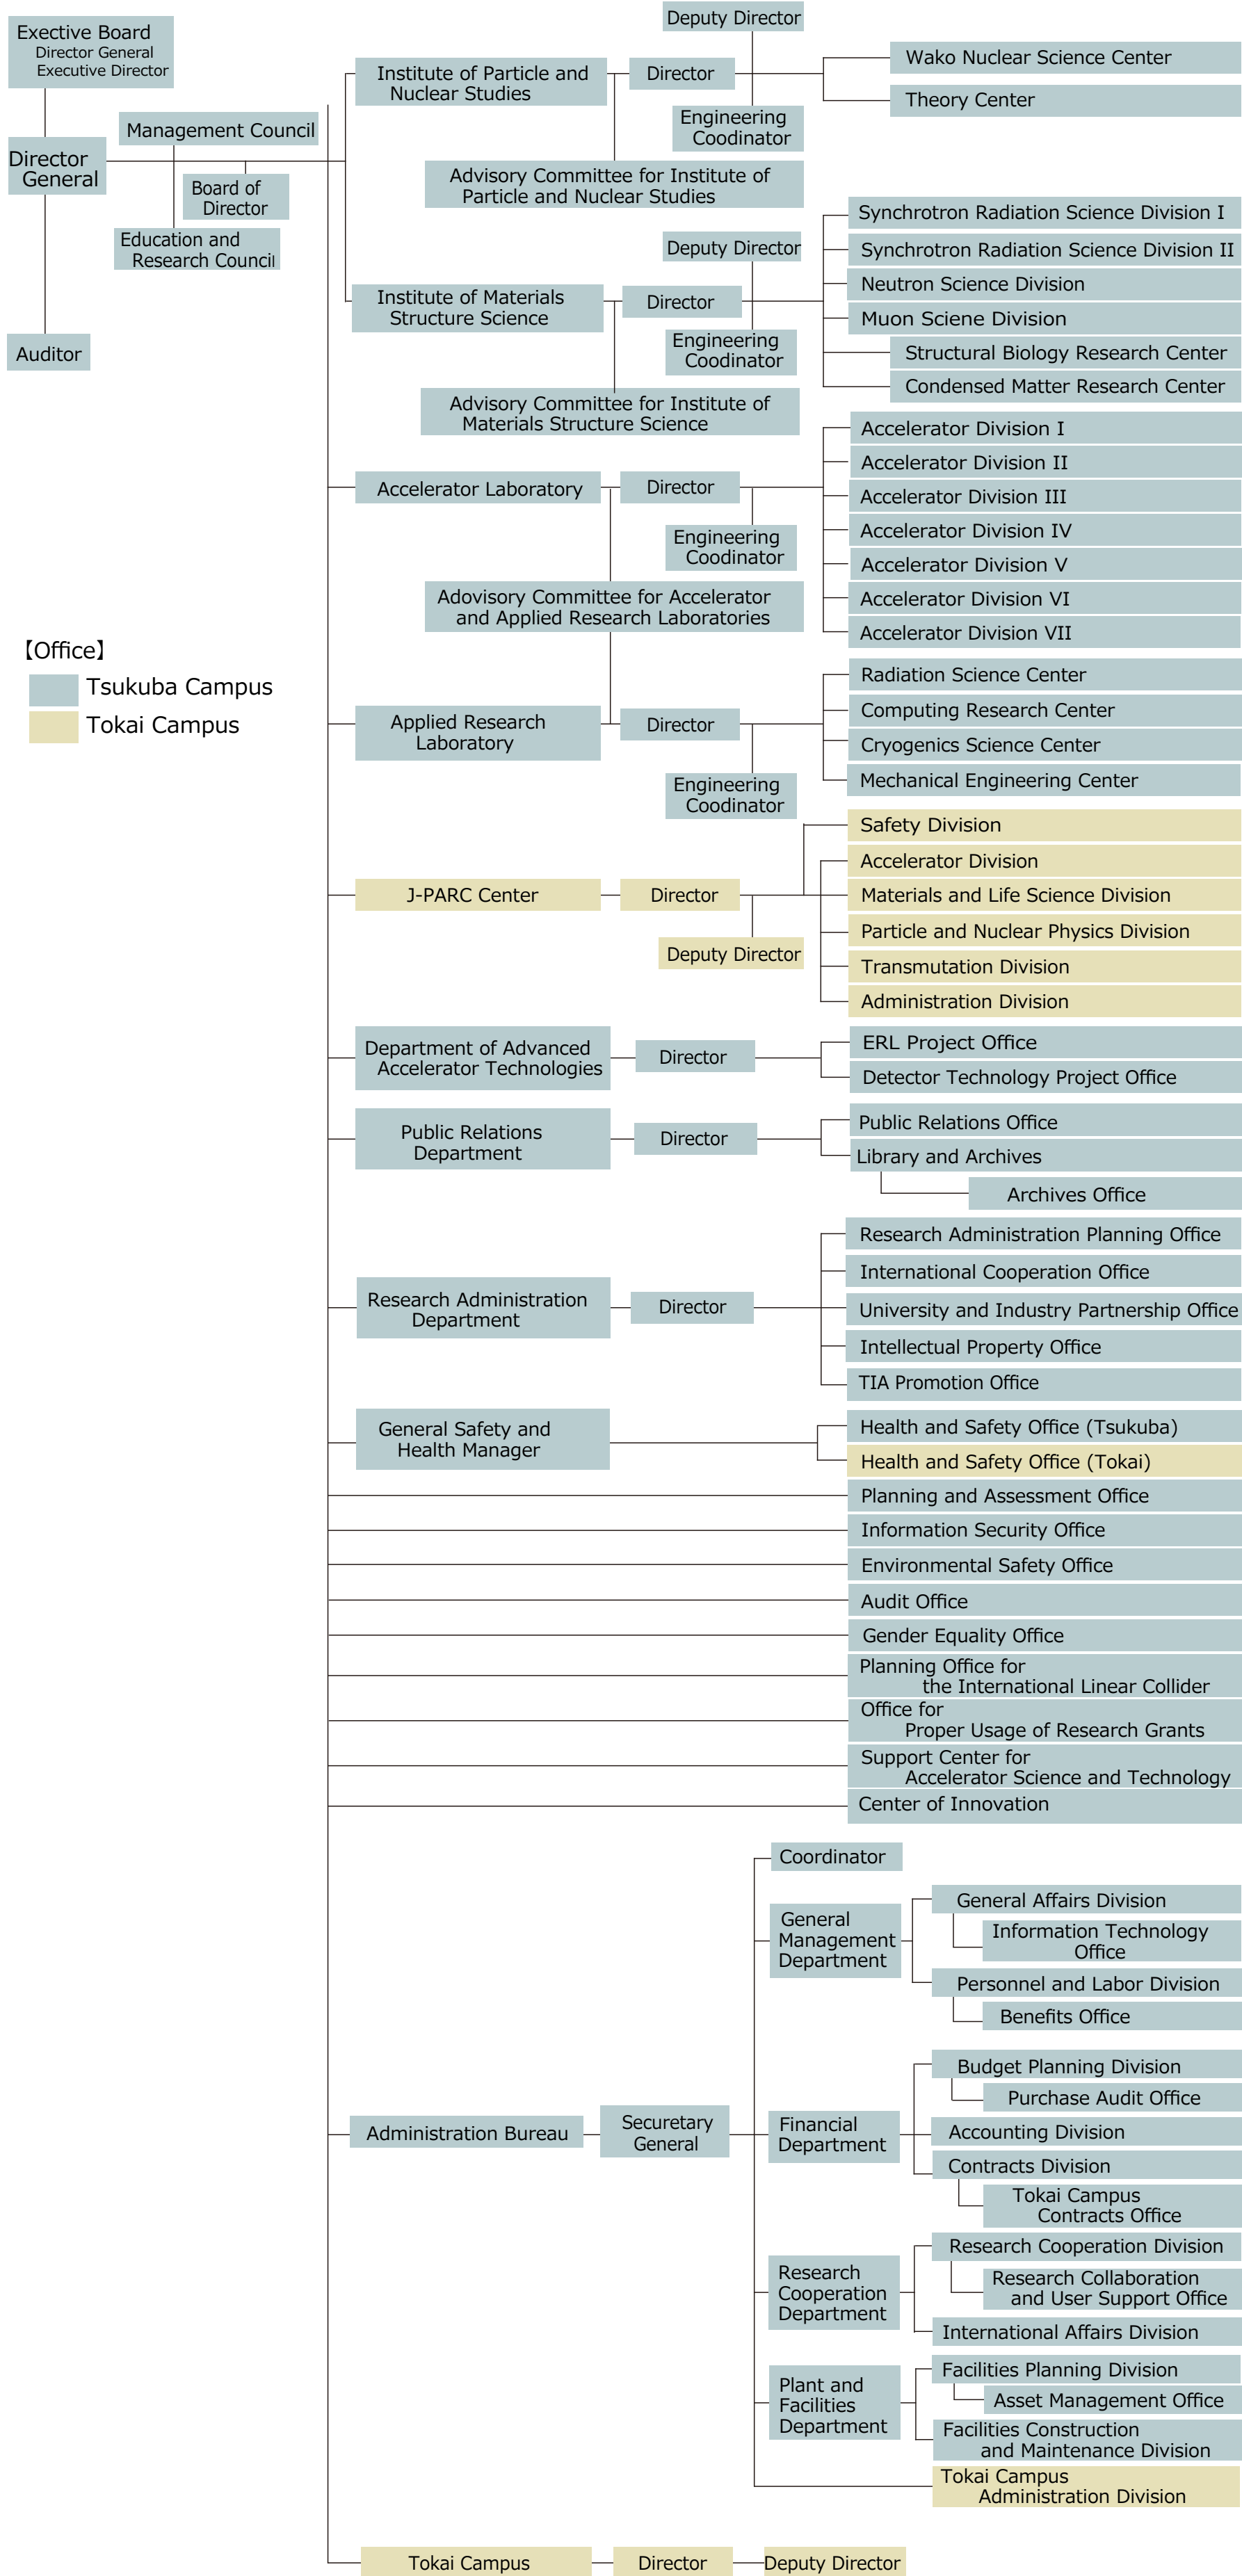 Exective Board
Director General
Executive Director
Director
General
Management Council
Board of
Director
Education and
Research Council
Auditor
【Office】
Tsukuba Campus
Tokai Campus
Institute of Particle and
Nuclear Studies
Director
Deputy Director
Engineering
Coodinator
Advisory Committee for Institute of
Particle and Nuclear Studies
Wako Nuclear Science Center
Theory Center
Institute of Materials
Structure Science
Director
Deputy Director
Engineering
Coodinator
Advisory Committee for Institute of
Materials Structure Science
Synchrotron Radiation Science Division I
Synchrotron Radiation Science Division II
Neutron Science Division
Muon Sciene Division
Structural Biology Research Center
Condensed Matter Research Center
Accelerator Laboratory
Director
Engineering
Coodinator
Adovisory Committee for Accelerator
and Applied Research Laboratories
Accelerator Division I
Accelerator Division II
Accelerator Division III
Accelerator Division IV
Accelerator Division V
Accelerator Division VI
Accelerator Division VII
Applied Research
Laboratory
Director
Engineering
Coodinator
Radiation Science Center
Computing Research Center
Cryogenics Science Center
Mechanical Engineering Center
J-PARC Center
Director
Deputy Director
Safety Division
Accelerator Division
Materials and Life Science Division
Particle and Nuclear Physics Division
Transmutation Division
Administration Division
Department of Advanced
Accelerator Technologies
Director
ERL Project Office
Detector Technology Project Office
Public Relations
Department
Director
Public Relations Office
Library and Archives
Archives Office
Research Administration
Department
Director
Research Administration Planning Office
International Cooperation Office
University and Industry Partnership Office
Intellectual Property Office
TIA Promotion Office
General Safety and
Health Manager
Health and Safety Office (Tsukuba)
Health and Safety Office (Tokai)
Planning and Assessment Office
Information Security Office
Environmental Safety Office
Audit Office
Gender Equality Office
Planning Office for
the International Linear Collider
Office for
Proper Usage of Research Grants
Support Center for
Accelerator Science and Technology
Center of Innovation
Administration Bureau
Securetary
General
Coordinator
General
Management
Department
General Affairs Division
Information Technology
Office
Personnel and Labor Division
Benefits Office
Financial
Department
Budget Planning Division
Purchase Audit Office
Accounting Division
Contracts Division
Tokai Campus
Contracts Office
Research
Cooperation
Department
Research Cooperation Division
Research Collaboration
and User Support Office
International Affairs Division
Plant and
Facilities
Department
Facilities Planning Division
Asset Management Office
Facilities Construction
and Maintenance Division
Tokai Campus
Administration Division
Tokai Campus
Director
Deputy Director